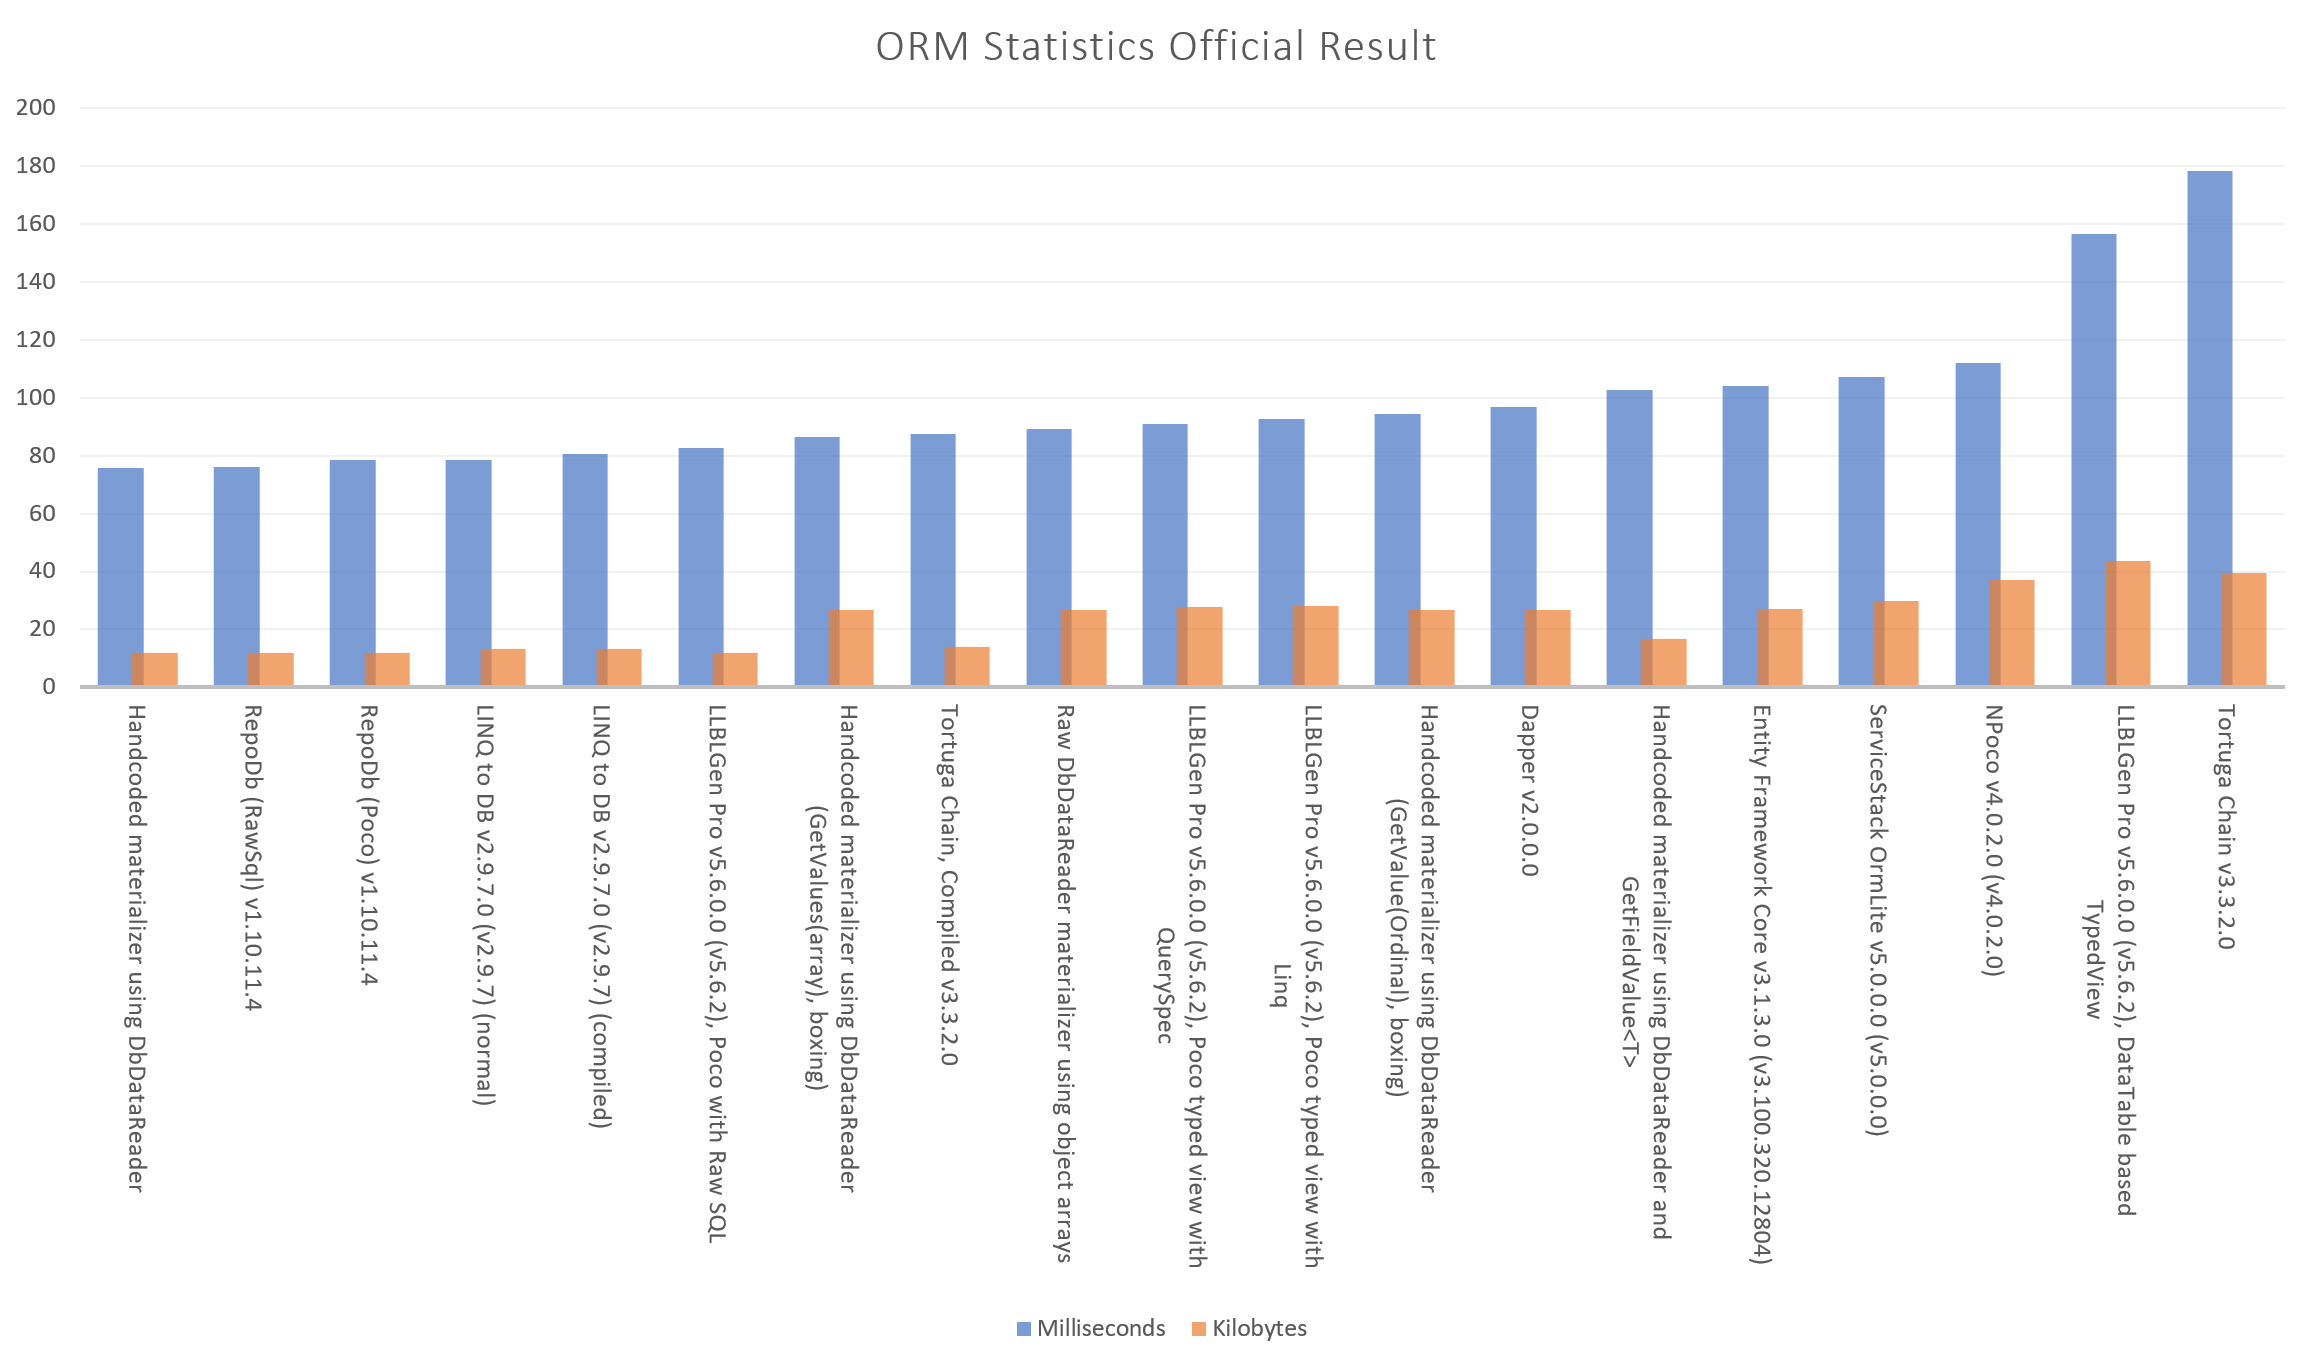 ORM Statistics Official Result
200
180
160
140
120
100
80
60
40
20
0
Handcoded materializer using DbDataReader
RepoDb (RawSql) v1.10.11.4
RepoDb (Poco) v1.10.11.4
LINQ to DB v2.9.7.0 (v2.9.7) (normal)
LINQ to DB v2.9.7.0 (v2.9.7) (compiled)
LLBLGen Pro v5.6.0.0 (v5.6.2), Poco with Raw SQL
Handcoded materializer using DbDataReader
(GetValues(array), boxing)
Tortuga Chain, Compiled v3.3.2.0
Raw DbDataReader materializer using object arrays
LLBLGen Pro v5.6.0.0 (v5.6.2), Poco typed view with
QuerySpec
LLBLGen Pro v5.6.0.0 (v5.6.2), Poco typed view with
Linq
Handcoded materializer using DbDataReader
(GetValue(Ordinal), boxing)
Dapper v2.0.0.0
Handcoded materializer using DbDataReader and
GetFieldValue<T>
Entity Framework Core v3.1.3.0 (v3.100.320.12804)
ServiceStack OrmLite v5.0.0.0 (v5.0.0.0)
NPoco v4.0.2.0 (v4.0.2.0)
LLBLGen Pro v5.6.0.0 (v5.6.2), DataTable based
TypedView
Tortuga Chain v3.3.2.0
Milliseconds
Kilobytes